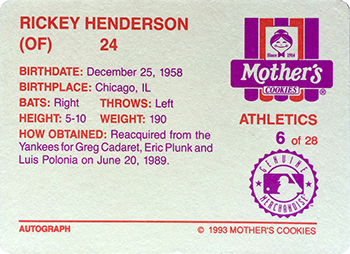 RICKEY HENDERSON
(OF) 24
BIRTHDATE: December 25, 1958
BIRTHPLACE: Chicago, IL
BATS: Right THROWS: Left
HEIGHT: 5-10 WEIGHT: 190
HOW OBTAINED: Reacquired from the
Yankees for Greg Cadaret, Eric Plunk and
Luis Polonia on June 20, 1989.
AUTOGRAPH
Since 1914
Mother's
COOKIES
ATHLETICS
6 of 28
GENUINE
MERCHANDISE
© 1993 MOTHER'S COOKIES